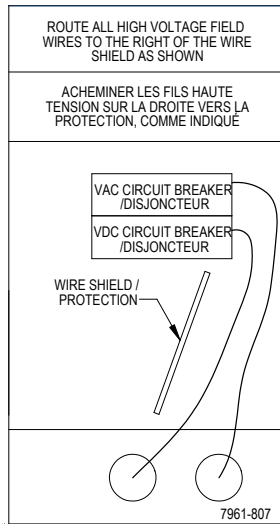 ROUTE ALL HIGH VOLTAGE FIELD
WIRES TO THE RIGHT OF THE WIRE
SHIELD AS SHOWN
ACHEMINER LES FILS HAUTE
TENSION SUR LA DROITE VERS LA
PROTECTION, COMME INDIQUÉ
VAC CIRCUIT BREAKER
/DISJONCTEUR
VDC CIRCUIT BREAKER
/DISJONCTEUR
WIRE SHIELD /
PROTECTION
7961-807